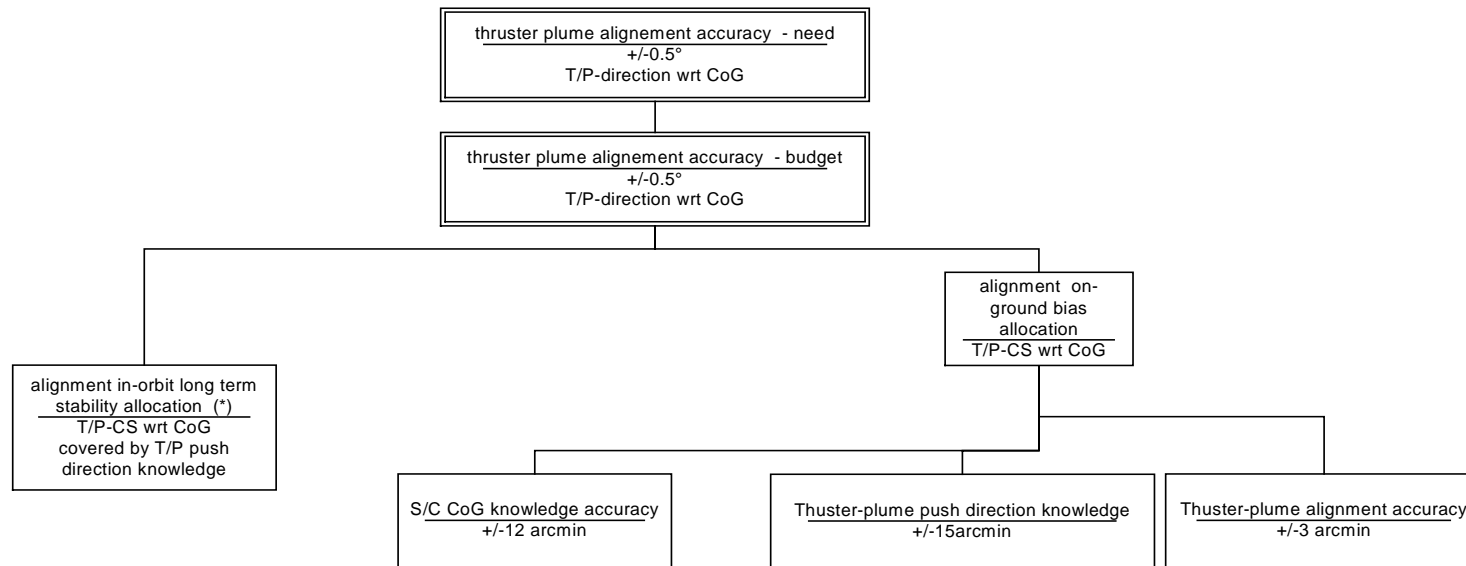 thruster plume alignement accuracy - need
+/-0.5°
T/P-direction wrt CoG
thruster plume alignement accuracy - budget
+/-0.5°
T/P-direction wrt CoG
alignment on-
ground bias
allocation
T/P-CS wrt CoG
alignment in-orbit long term
stability allocation (*)
T/P-CS wrt CoG
covered by T/P push
direction knowledge
S/C CoG knowledge accuracy
+/-12 arcmin
Thuster-plume push direction knowledge
+/-15arcmin
Thuster-plume alignment accuracy
+/-3 arcmin